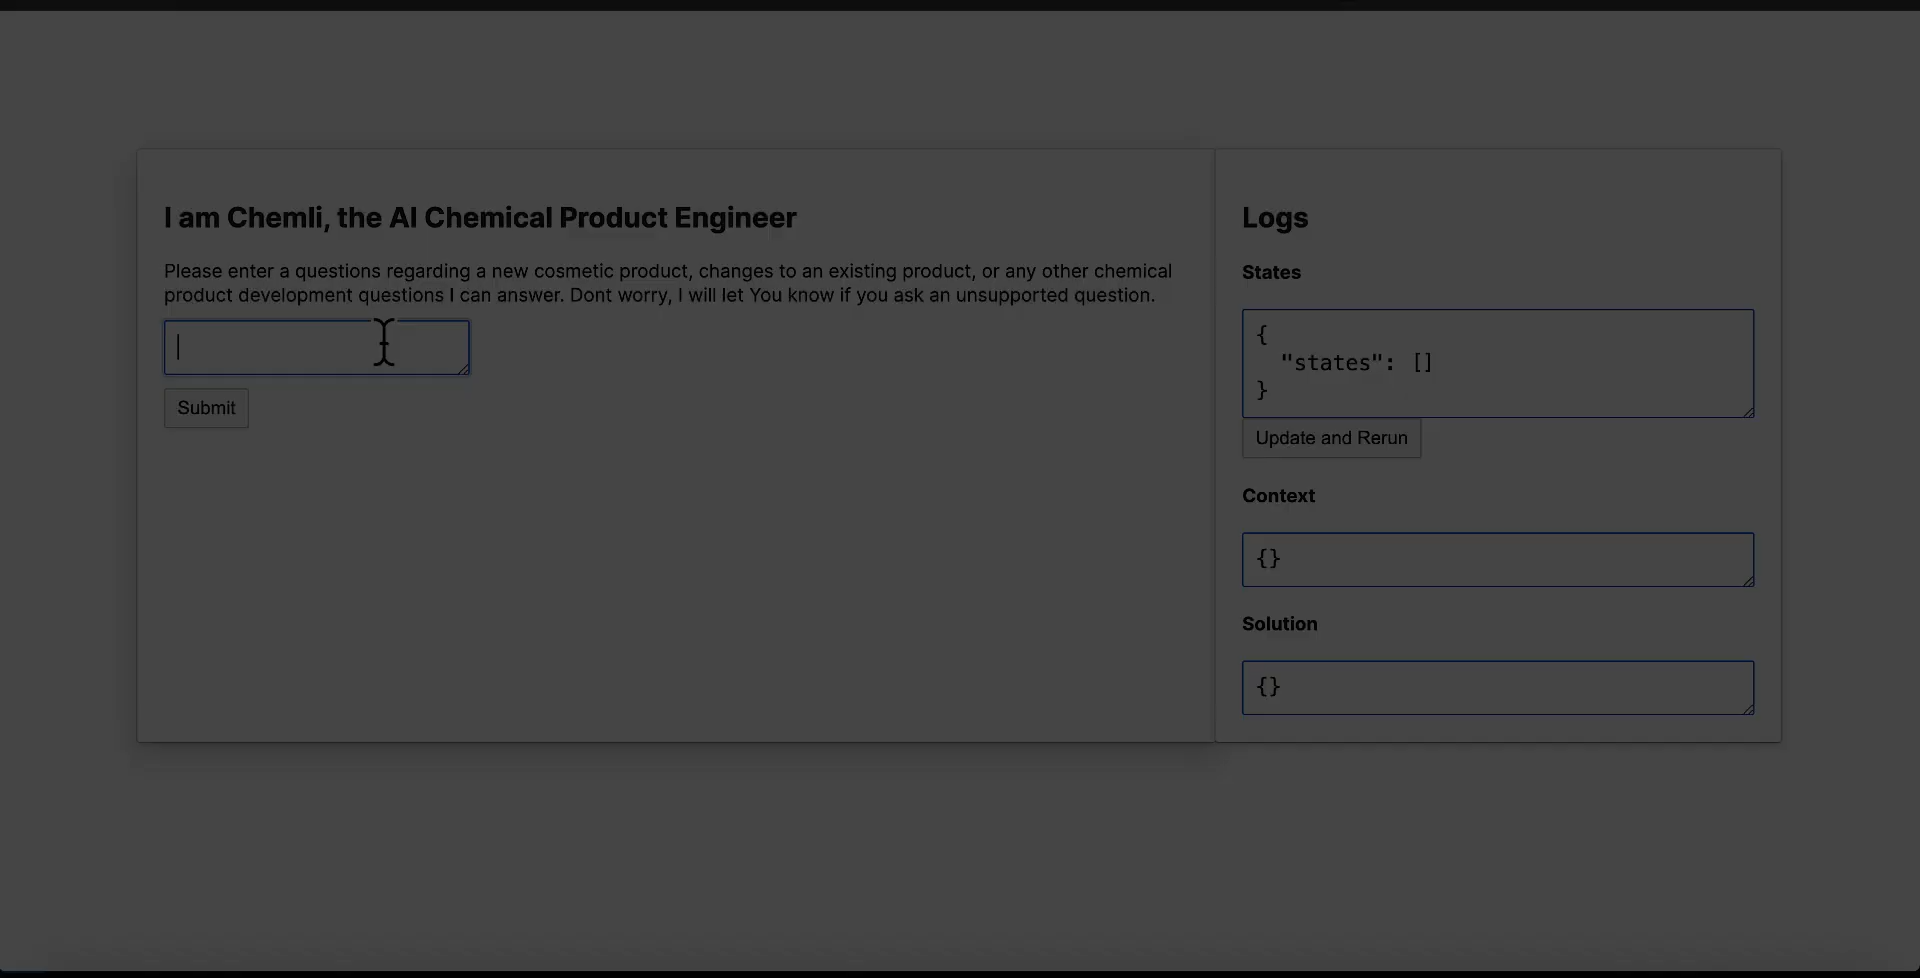 I am Chemli, the AI Chemical Product Engineer
Please enter a questions regarding a new cosmetic product, changes to an existing product, or any other chemical
product development questions I can answer. Dont worry, I will let You know if you ask an unsupported question.
Submit
Logs
States
{
"states": []
}
Update and Rerun
Context
{}
Solution
{}